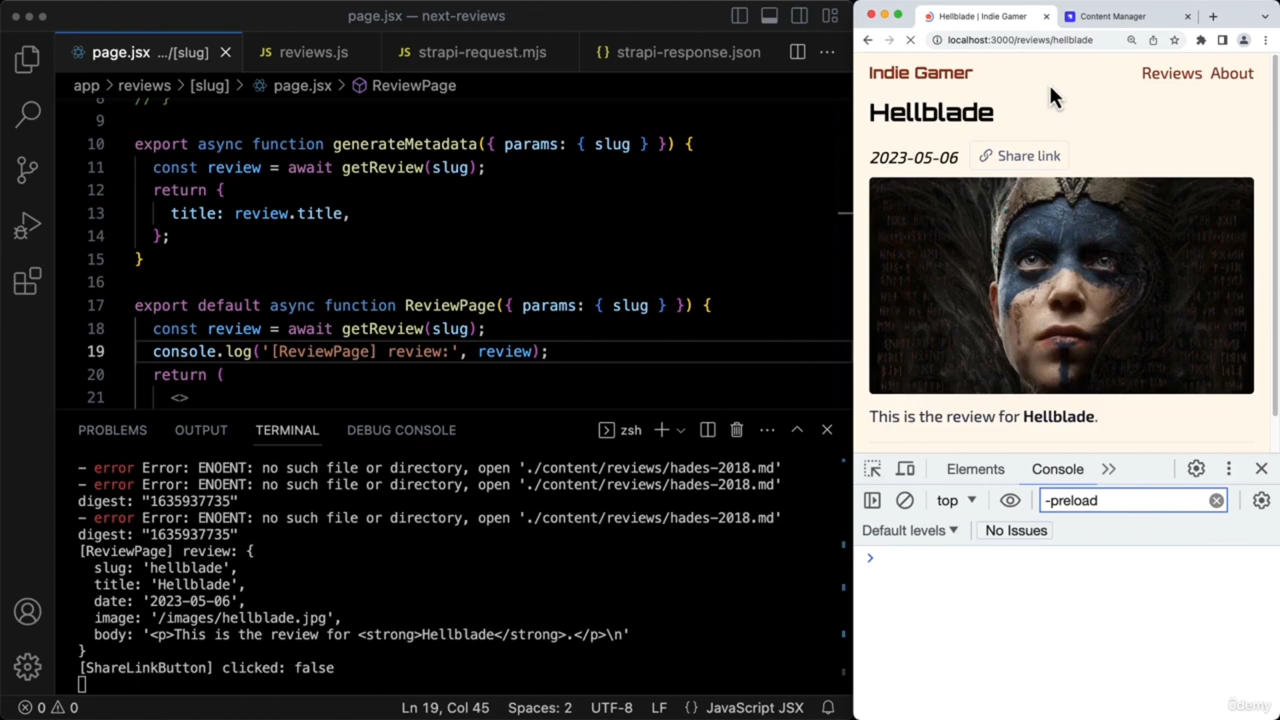 page.jsx — next-reviews
page.jsx .../[slug]
JS reviews.js
JS strapi-request.mjs
{} strapi-response.json
app > reviews > [slug] > page.jsx > ReviewPage
8 // }
9
10 export async function generateMetadata({ params: { slug } }) {
11 const review = await getReview(slug);
12 return {
13 title: review.title,
14 };
15 }
16
17 export default async function ReviewPage({ params: { slug } }) {
18 const review = await getReview(slug);
19 console.log('[ReviewPage] review:', review);
20 return (
21 <>
PROBLEMS OUTPUT TERMINAL DEBUG CONSOLE
zsh
- error Error: ENOENT: no such file or directory, open './content/reviews/hades-2018.md'
- error Error: ENOENT: no such file or directory, open './content/reviews/hades-2018.md'
digest: "1635937735"
- error Error: ENOENT: no such file or directory, open './content/reviews/hades-2018.md'
digest: "1635937735"
[ReviewPage] review: {
slug: 'hellblade',
title: 'Hellblade',
date: '2023-05-06',
image: '/images/hellblade.jpg',
body: '<p>This is the review for <strong>Hellblade</strong>.</p>\n'
}
[ShareLinkButton] clicked: false
0 0
Ln 19, Col 45 Spaces: 2 UTF-8 LF {} JavaScript JSX
Hellblade | Indie Gamer
Content Manager
localhost:3000/reviews/hellblade
Indie Gamer
Reviews About
Hellblade
2023-05-06 Share link
This is the review for Hellblade.
Elements Console
top -preload
Default levels No Issues
ûdemy